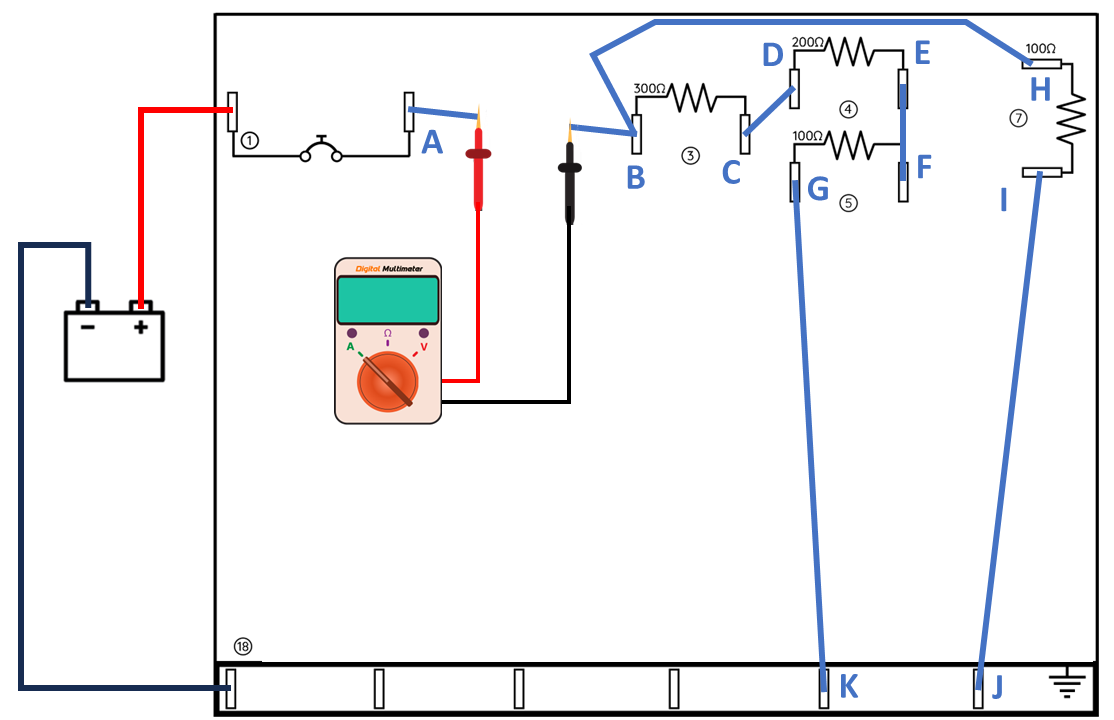 200Ω
D
E
100Ω
H
300Ω
④
⑦
①
A
100Ω
③
B
C
G
F
⑤
I
Digital Multimeter
Ω
A
V
− +
⑱
K
J